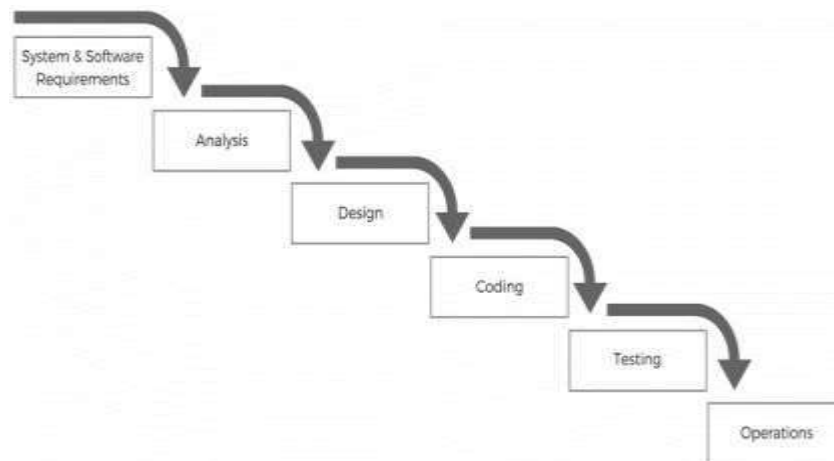 System & Software
Requirements
Analysis
Design
Coding
Testing
Operations